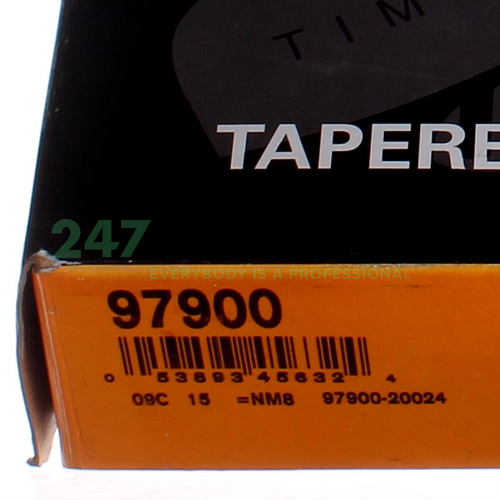 TIM
TAPERE
247
EVERYBODY IS A PROFESSIONAL
97900
0 53893 45632 4
09C 15 =NM8 97900-20024